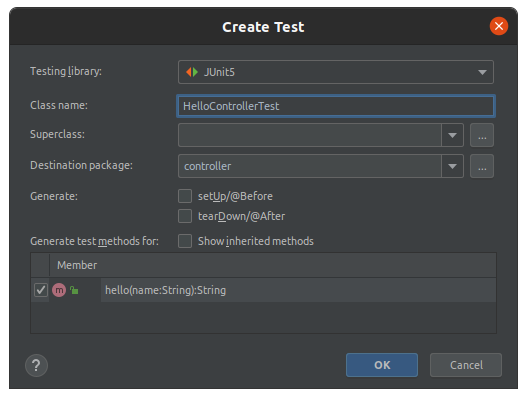 Create Test
Testing library: JUnit5
Class name: HelloControllerTest
Superclass: ...
Destination package: controller ...
Generate: setUp/@Before
tearDown/@After
Generate test methods for: Show inherited methods
Member
m hello(name:String):String
? OK Cancel